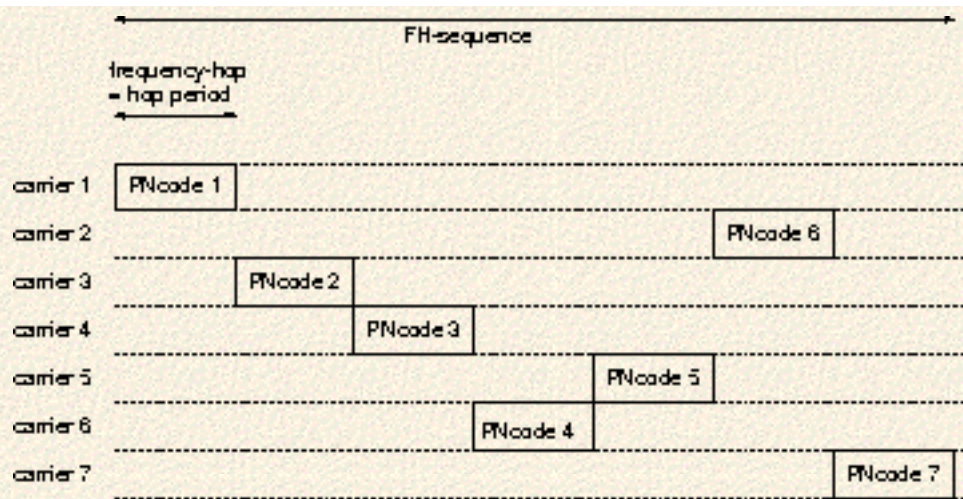 FH-sequence
frequency-hop
= hop period
carrier 1 PNcode 1
carrier 2 PNcode 6
carrier 3 PNcode 2
carrier 4 PNcode 3
carrier 5 PNcode 5
carrier 6 PNcode 4
carrier 7 PNcode 7